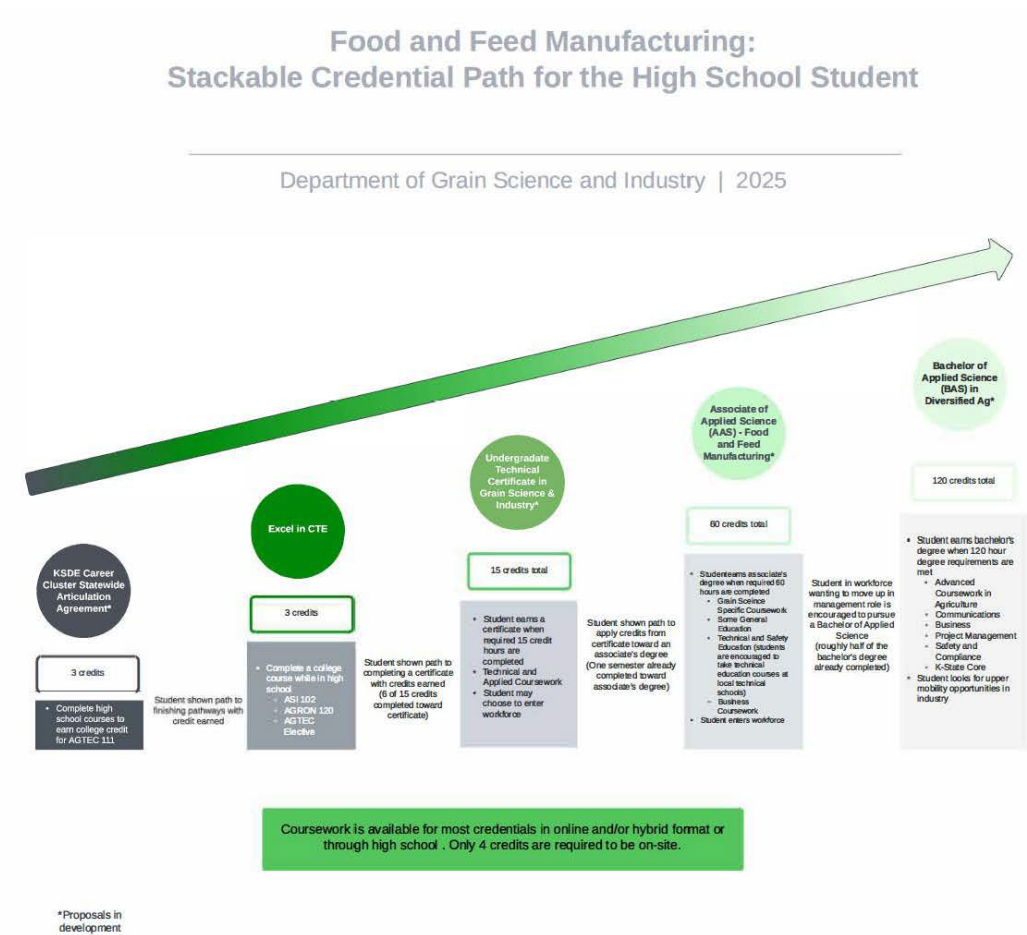 Food and Feed Manufacturing:
Stackable Credential Path for the High School Student
Department of Grain Science and Industry | 2025
KSDE Career
Cluster Statewide
Articulation
Agreement*
3 credits
• Complete high
school courses to
earn college credit
for AGTEC 111
Student shown path to
finishing pathways with
credit earned
Excel in CTE
3 credits
• Complete a college
course while in high
school
◦ ASI 102
◦ AGRON 120
◦ AGTEC
Elective
Student shown path to
completing a certificate
with credits earned
(6 of 15 credits
completed toward
certificate)
Undergradate
Technical
Certificate in
Grain Science &
Industry*
15 credits total
• Student earns a
certificate when
required 15 credit
hours are
completed
• Technical and
Applied Coursework
• Student may
choose to enter
workforce
Student shown path to
apply credits from
certificate toward an
associate's degree
(One semester already
completed toward
associate's degree)
Associate of
Applied Science
(AAS) - Food
and Feed
Manufacturing*
60 credits total
• Studenteams associate's
degree when required 60
hours are completed
• Grain Sceince
Specific Coursework
• Some General
Education
• Technical and Safety
Education (students
are encouraged to
take technical
education courses at
local technical
schools)
– Business
Coursework
• Student enters workforce
Student in workforce
wanting to move up in
management role is
encouraged to pursue
a Bachelor of Applied
Science
(roughly half of the
bachelor's degree
already completed)
Bachelor of
Applied Science
(BAS) in
Diversified Ag*
120 credits total
• Student earns bachelor's
degree when 120 hour
degree requirements are
met
• Advanced
Coursework in
Agriculture
• Communications
• Business
• Project Management
• Safety and
Compliance
• K-State Core
• Student looks for upper
mobility opportunities in
industry
Coursework is available for most credentials in online and/or hybrid format or
through high school . Only 4 credits are required to be on-site.
*Proposals in
development